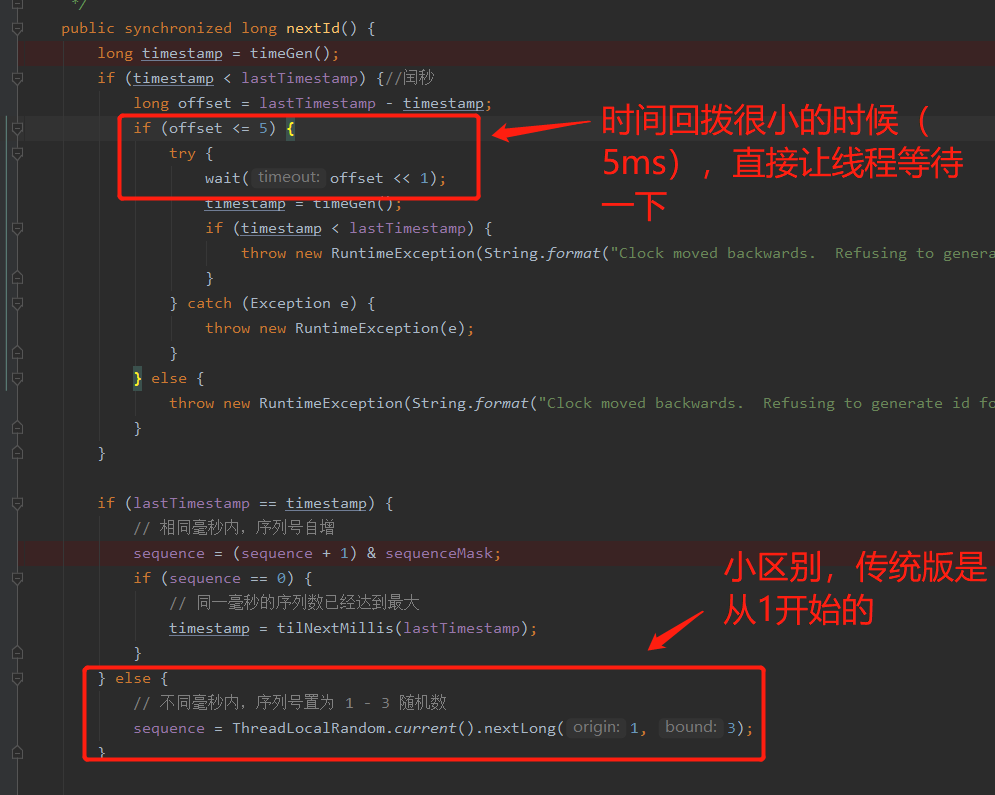 */
public synchronized long nextId() {
long timestamp = timeGen();
if (timestamp < lastTimestamp) {//闰秒
long offset = lastTimestamp - timestamp;
if (offset <= 5) {
try {
wait( timeout: offset << 1);
timestamp = timeGen();
if (timestamp < lastTimestamp) {
throw new RuntimeException(String.format("Clock moved backwards.  Refusing to genera
}
} catch (Exception e) {
throw new RuntimeException(e);
}
} else {
throw new RuntimeException(String.format("Clock moved backwards.  Refusing to generate id fo
}
}
时间回拨很小的时候（
5ms），直接让线程等待
一下
if (lastTimestamp == timestamp) {
// 相同毫秒内，序列号自增
sequence = (sequence + 1) & sequenceMask;
if (sequence == 0) {
// 同一毫秒的序列数已经达到最大
timestamp = tilNextMillis(lastTimestamp);
}
} else {
// 不同毫秒内，序列号置为 1 - 3 随机数
sequence = ThreadLocalRandom.current().nextLong( origin: 1, bound: 3);
}
小区别，传统版是
从1开始的